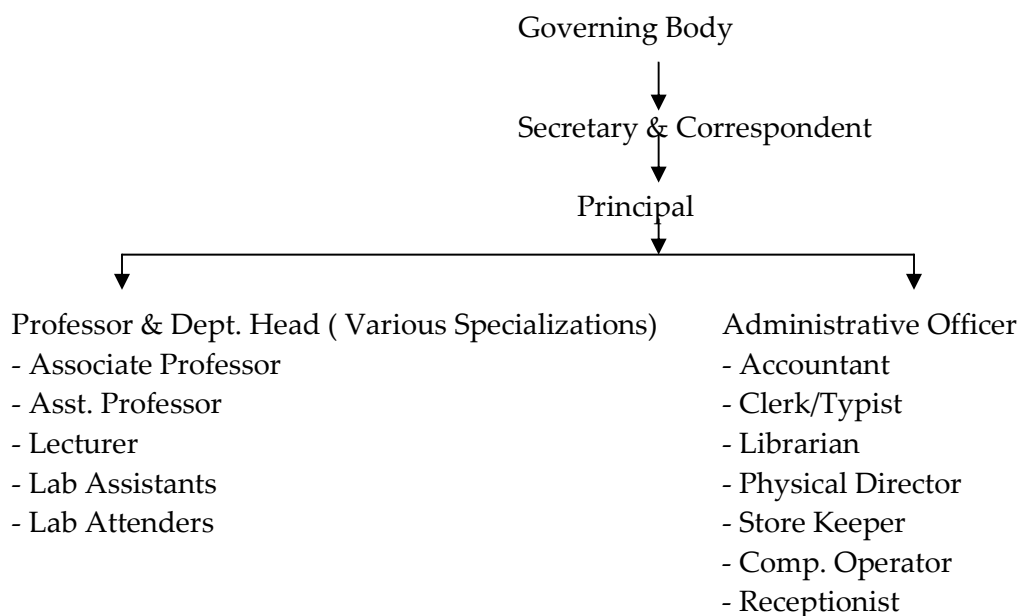 Governing Body
Secretary & Correspondent
Principal
Professor & Dept. Head ( Various Specializations)
- Associate Professor
- Asst. Professor
- Lecturer
- Lab Assistants
- Lab Attenders
Administrative Officer
- Accountant
- Clerk/Typist
- Librarian
- Physical Director
- Store Keeper
- Comp. Operator
- Receptionist